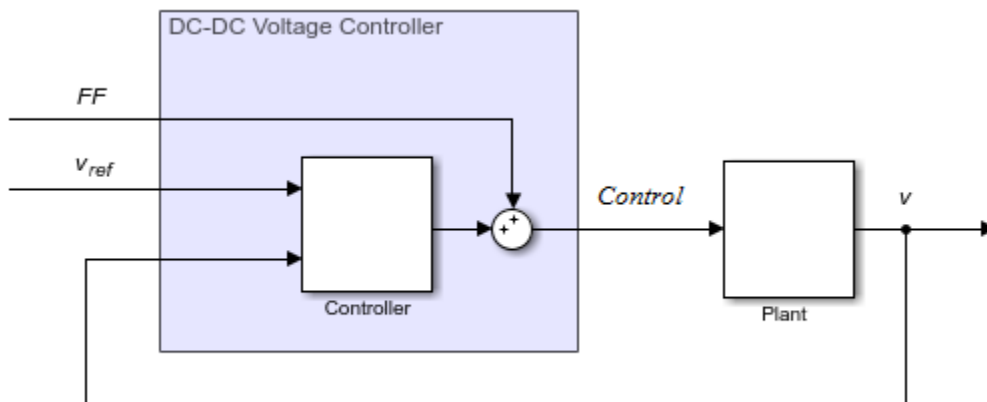 DC-DC Voltage Controller
FF
v_ref
Control
v
+
+
Controller
Plant